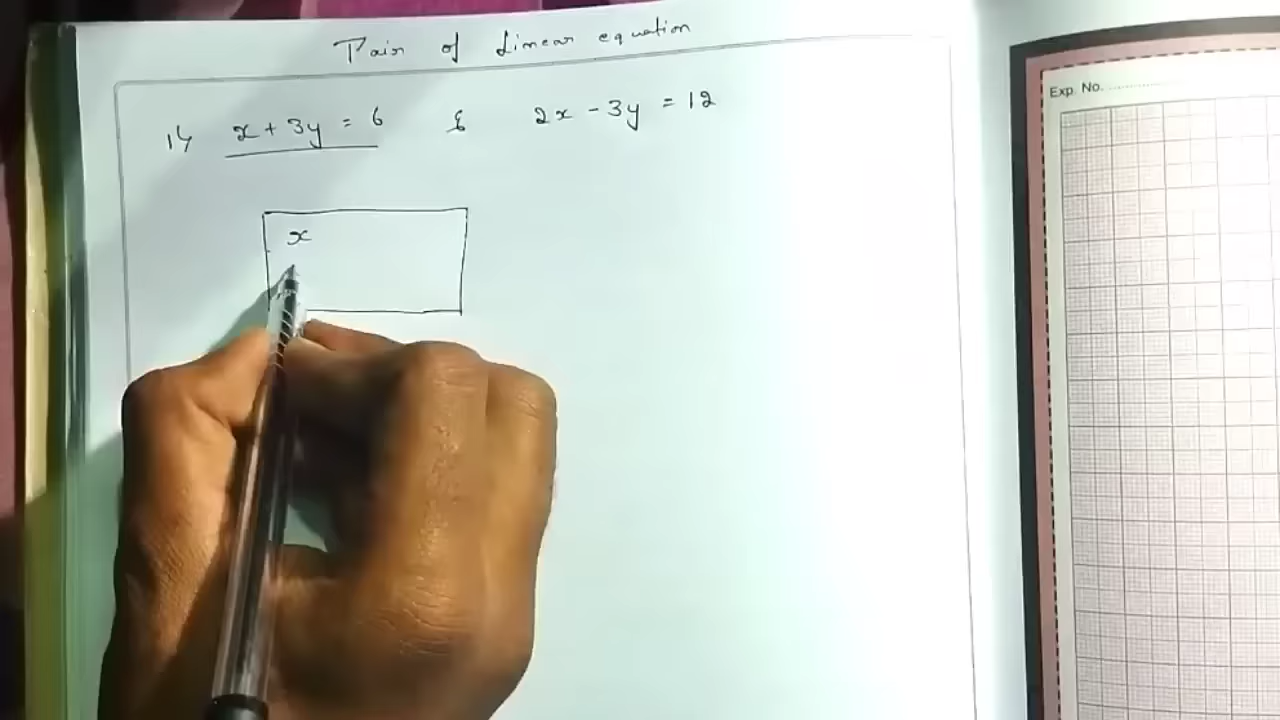 Pair of Linear equation
1) x + 3y = 6 & 2x - 3y = 12
x
Exp. No. ..............